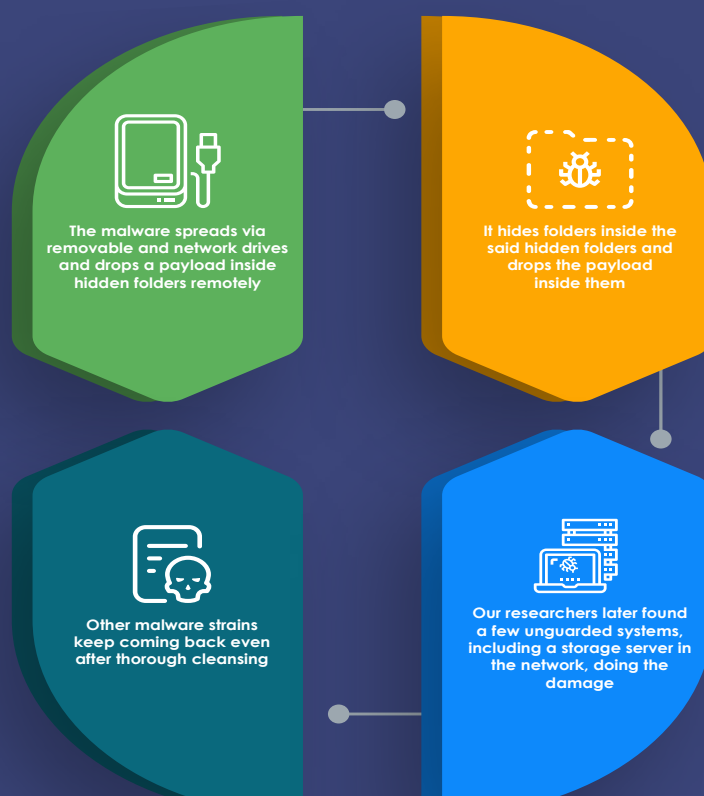 The malware spreads via
removable and network drives
and drops a payload inside
hidden folders remotely
It hides folders inside the
said hidden folders and
drops the payload
inside them
Our researchers later found
a few unguarded systems,
including a storage server in
the network, doing the
damage
Other malware strains
keep coming back even
after thorough cleansing